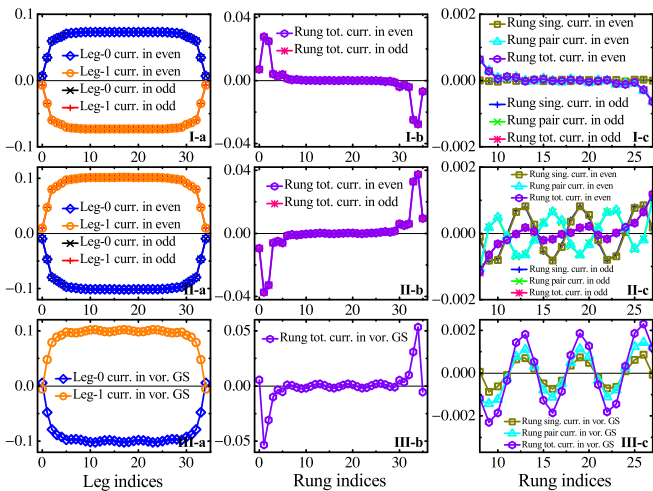 0.1
0.0
-0.1
0 10 20 30
Leg-0 curr. in even
Leg-1 curr. in even
Leg-0 curr. in odd
Leg-1 curr. in odd
I-a
0.04
0.00
-0.04
0 10 20 30
Rung tot. curr. in even
Rung tot. curr. in odd
I-b
0.002
0.000
-0.002
10 15 20 25
Rung sing. curr. in even
Rung pair curr. in even
Rung tot. curr. in even
Rung sing. curr. in odd
Rung pair curr. in odd
Rung tot. curr. in odd
I-c
0.1
0.0
-0.1
0 10 20 30
Leg-0 curr. in even
Leg-1 curr. in even
Leg-0 curr. in odd
Leg-1 curr. in odd
II-a
0.04
0.00
-0.04
0 10 20 30
Rung tot. curr. in even
Rung tot. curr. in odd
II-b
0.002
0.000
-0.002
10 15 20 25
Rung sing. curr. in even
Rung pair curr. in even
Rung tot. curr. in even
Rung sing. curr. in odd
Rung pair curr. in odd
Rung tot. curr. in odd
II-c
0.1
0.0
-0.1
0 10 20 30
Leg-0 curr. in vor. GS
Leg-1 curr. in vor. GS
III-a
Leg indices
0.05
0.00
-0.05
0 10 20 30
Rung tot. curr. in vor. GS
III-b
Rung indices
0.002
0.000
-0.002
10 15 20 25
Rung sing. curr. in vor. GS
Rung pair curr. in vor. GS
Rung tot. curr. in vor. GS
III-c
Rung indices